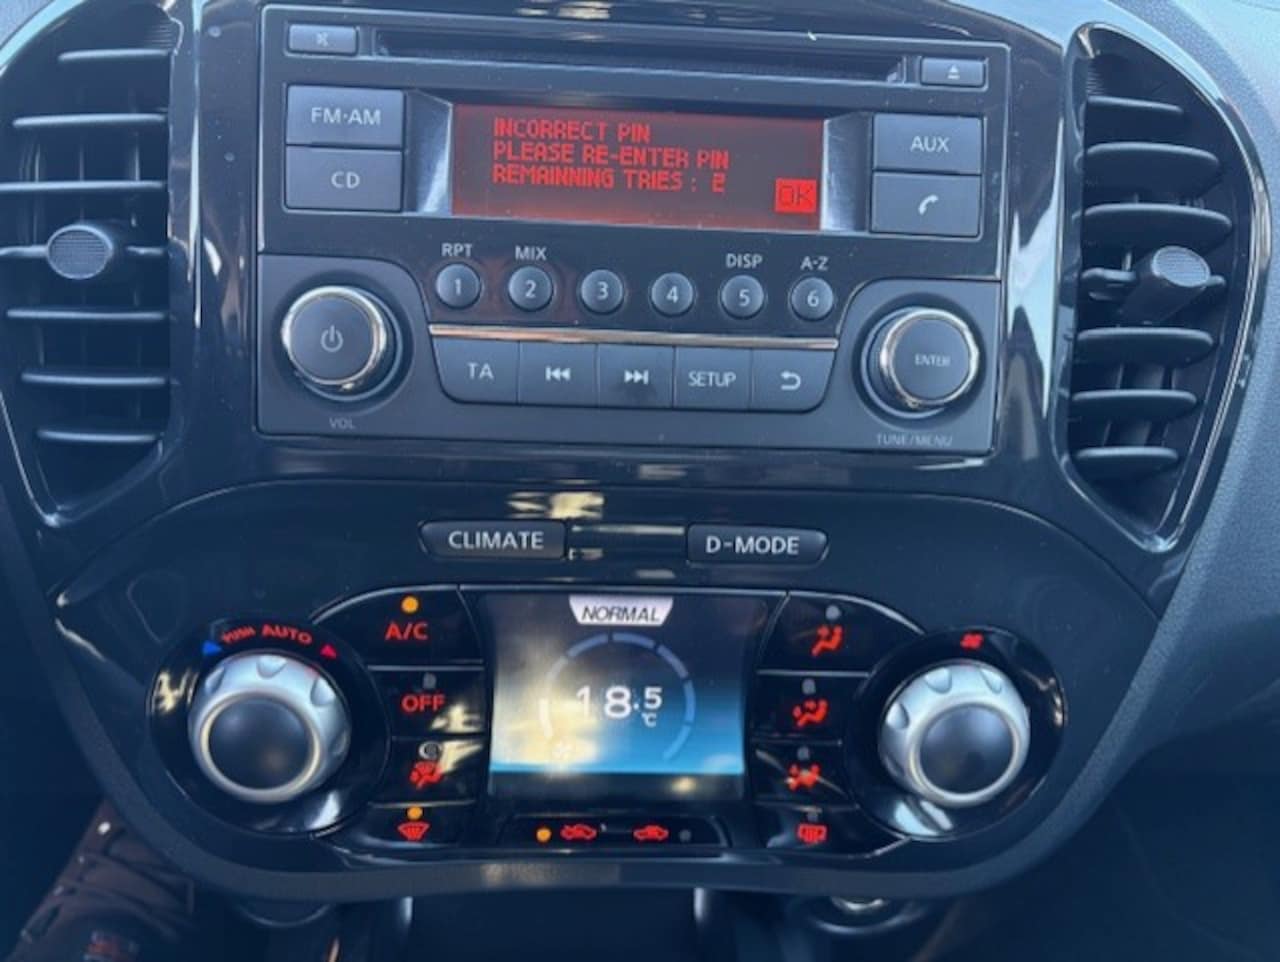 FM·AM
CD
INCORRECT PIN
PLEASE RE-ENTER PIN
REMAINNING TRIES : 2
OK
AUX
RPT
MIX
DISP
A-Z
1
2
3
4
5
6
TA
SETUP
ENTER
VOL
TUNE/MENU
CLIMATE
D-MODE
PUSH AUTO
A/C
OFF
NORMAL
18.5
°C